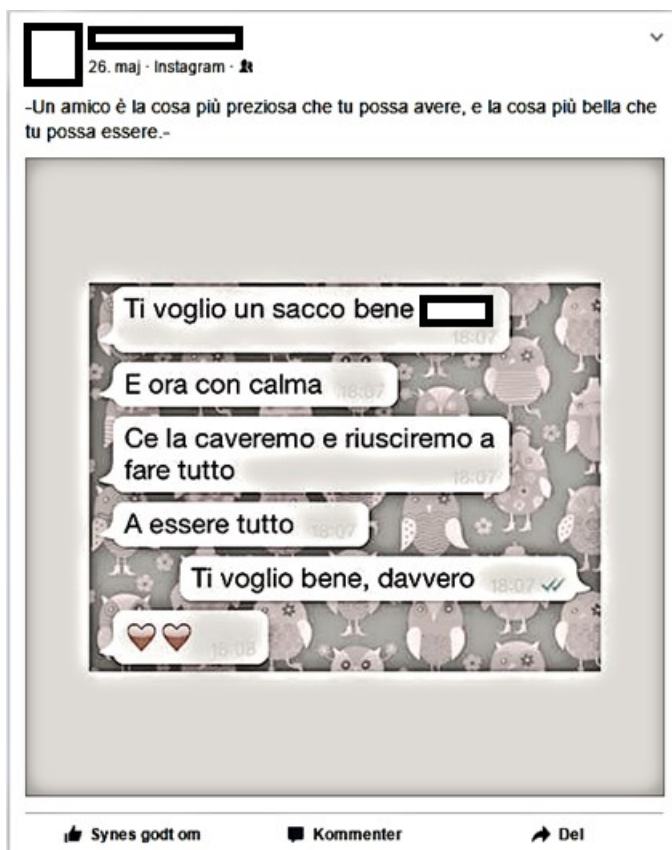 26. maj · Instagram ·
-Un amico è la cosa più preziosa che tu possa avere, e la cosa più bella che
tu possa essere.-
Ti voglio un sacco bene
18:07
E ora con calma 18:07
Ce la caveremo e riusciremo a
fare tutto
18:07
A essere tutto 18:07
Ti voglio bene, davvero 18:07
18:08
Synes godt om Kommenter Del